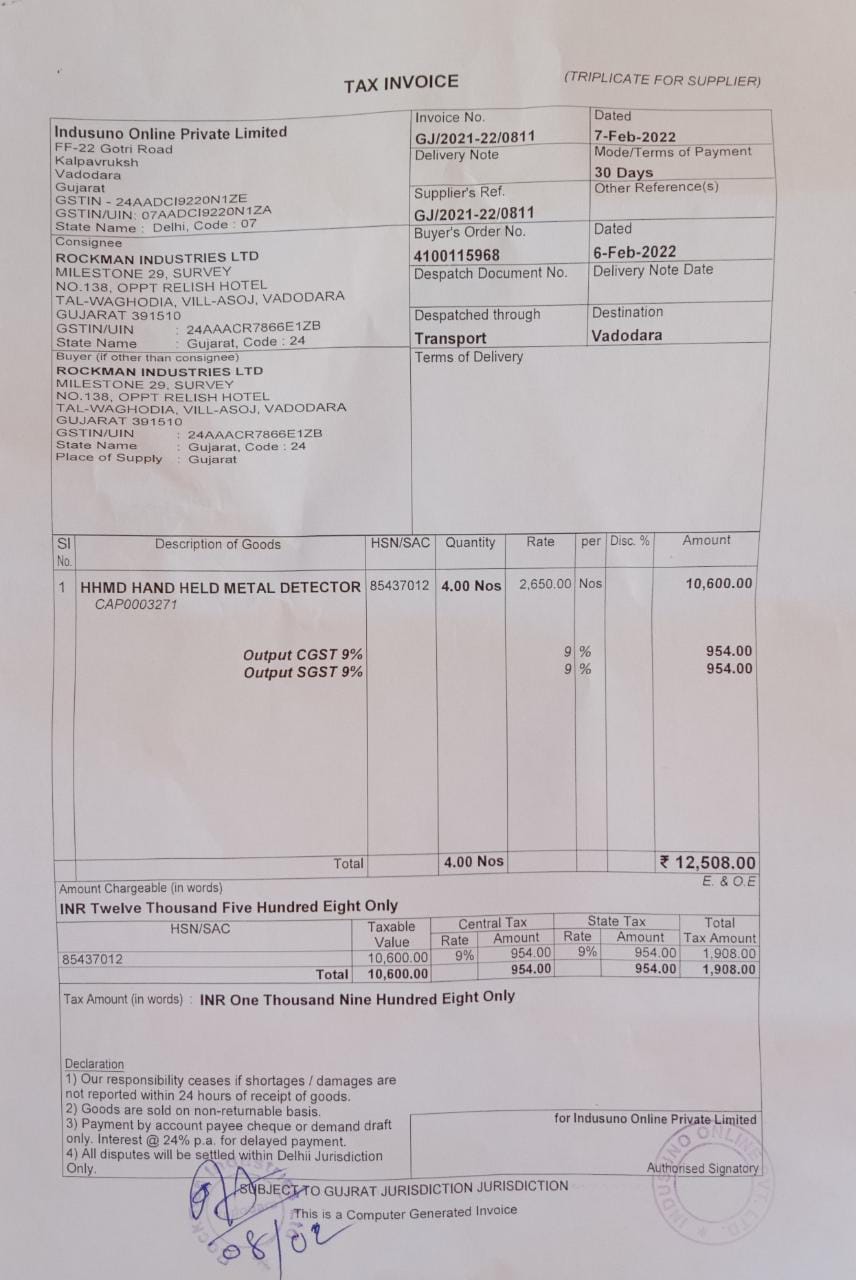 TAX INVOICE
(TRIPLICATE FOR SUPPLIER)
Indusuno Online Private Limited
FF-22 Gotri Road
Kalpavruksh
Vadodara
Gujarat
GSTIN - 24AADCI9220N1ZE
GSTIN/UIN: 07AADCI9220N1ZA
State Name : Delhi, Code : 07
Invoice No.
GJ/2021-22/0811
Dated
7-Feb-2022
Delivery Note
Mode/Terms of Payment
30 Days
Supplier's Ref.
GJ/2021-22/0811
Other Reference(s)
Consignee
ROCKMAN INDUSTRIES LTD
MILESTONE 29, SURVEY
NO.138, OPPT RELISH HOTEL
TAL-WAGHODIA, VILL-ASOJ, VADODARA
GUJARAT 391510
GSTIN/UIN : 24AAACR7866E1ZB
State Name : Gujarat, Code : 24
Buyer's Order No.
4100115968
Dated
6-Feb-2022
Despatch Document No.
Delivery Note Date
Despatched through
Transport
Destination
Vadodara
Buyer (if other than consignee)
ROCKMAN INDUSTRIES LTD
MILESTONE 29, SURVEY
NO.138, OPPT RELISH HOTEL
TAL-WAGHODIA, VILL-ASOJ, VADODARA
GUJARAT 391510
GSTIN/UIN : 24AAACR7866E1ZB
State Name : Gujarat, Code : 24
Place of Supply : Gujarat
Terms of Delivery
Sl No. Description of Goods HSN/SAC Quantity Rate per Disc. % Amount
1 HHMD HAND HELD METAL DETECTOR 85437012 4.00 Nos 2,650.00 Nos 10,600.00
CAP0003271
Output CGST 9% 9 % 954.00
Output SGST 9% 9 % 954.00
Total 4.00 Nos ₹ 12,508.00
Amount Chargeable (in words) E. & O.E
INR Twelve Thousand Five Hundred Eight Only
HSN/SAC Taxable Value Central Tax State Tax Total Tax Amount
Rate Amount Rate Amount
85437012 10,600.00 9% 954.00 9% 954.00 1,908.00
Total 10,600.00 954.00 954.00 1,908.00
Tax Amount (in words) : INR One Thousand Nine Hundred Eight Only
Declaration
1) Our responsibility ceases if shortages / damages are
not reported within 24 hours of receipt of goods.
2) Goods are sold on non-returnable basis.
3) Payment by account payee cheque or demand draft
only. Interest @ 24% p.a. for delayed payment.
4) All disputes will be settled within Delhii Jurisdiction
Only.
for Indusuno Online Private Limited
Authorised Signatory
INDUSUNO ONLINE PVT. LTD.
SUBJECT TO GUJRAT JURISDICTION JURISDICTION
This is a Computer Generated Invoice
08/02